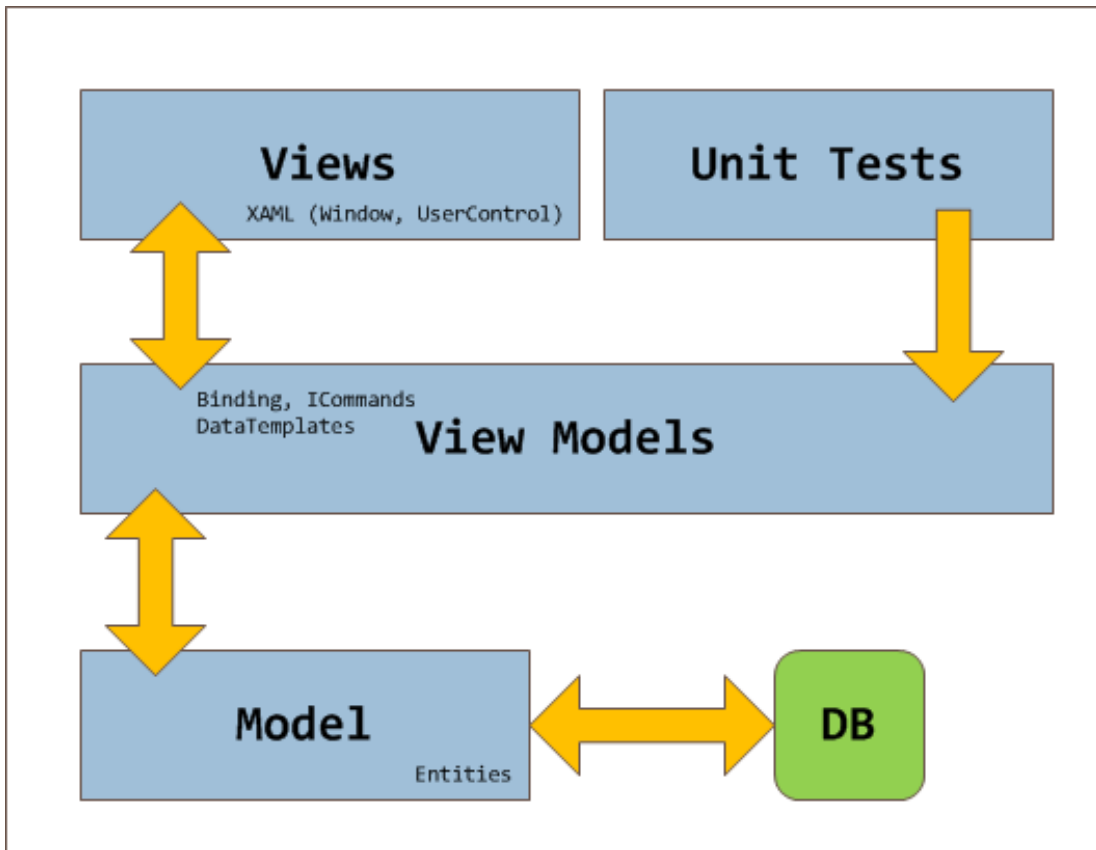 Views
XAML (Window, UserControl)
Unit Tests
Binding, ICommands
DataTemplates
View Models
Model
Entities
DB